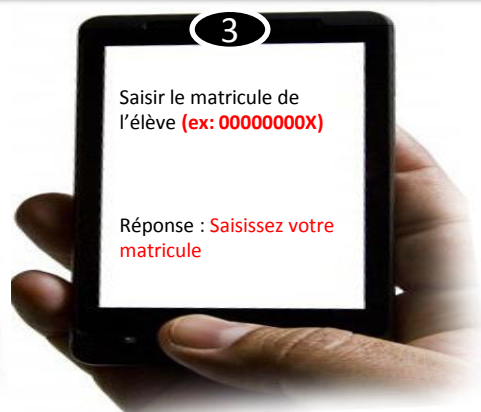 3
Saisir le matricule de
l’élève (ex: 00000000X)
Réponse : Saisissez votre
matricule